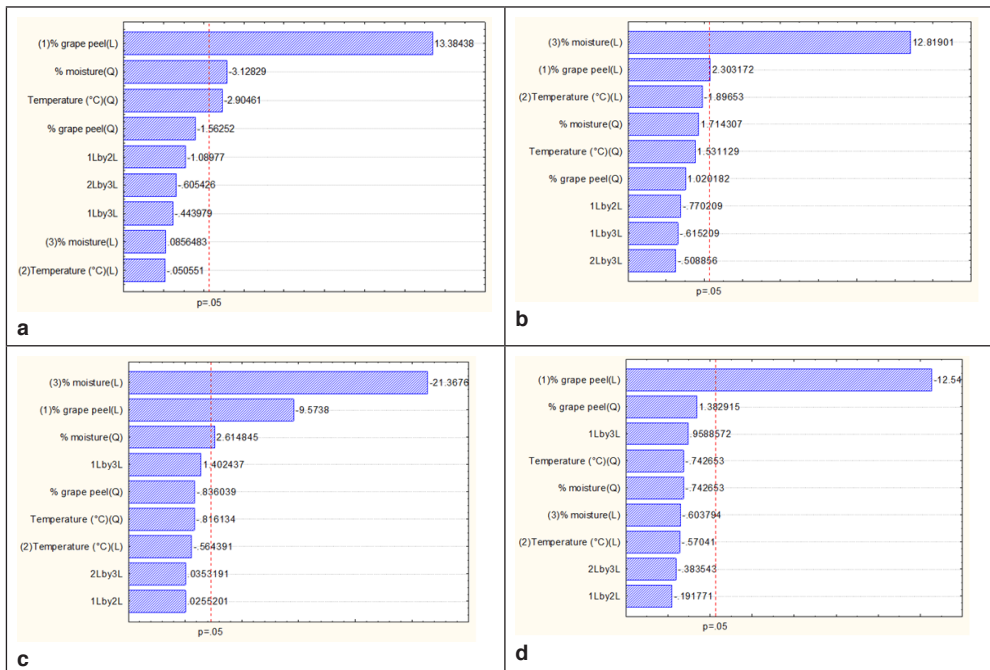 (1)% grape peel(L) 13.38438
% moisture(Q) -3.12829
Temperature (°C)(Q) -2.90461
% grape peel(Q) -1.56252
1Lby2L -1.08977
2Lby3L -.605426
1Lby3L -.443979
(3)% moisture(L) .0856483
(2)Temperature (°C)(L) -.050551
p=.05
a
(3)% moisture(L) 12.81901
(1)% grape peel(L) 2.303172
(2)Temperature (°C)(L) -1.89653
% moisture(Q) 1.714307
Temperature (°C)(Q) 1.531129
% grape peel(Q) 1.020182
1Lby2L -.770209
1Lby3L -.615209
2Lby3L -.508856
p=.05
b
(3)% moisture(L) -21.3676
(1)% grape peel(L) -9.5738
% moisture(Q) 2.614845
1Lby3L 1.402437
% grape peel(Q) -.836039
Temperature (°C)(Q) -.816134
(2)Temperature (°C)(L) -.564391
2Lby3L .0353191
1Lby2L .0255201
p=.05
c
(1)% grape peel(L) -12.54
% grape peel(Q) 1.382915
1Lby3L .9588572
Temperature (°C)(Q) -.742653
% moisture(Q) -.742653
(3)% moisture(L) -.603794
(2)Temperature (°C)(L) -.57041
2Lby3L -.383543
1Lby2L -.191771
p=.05
d